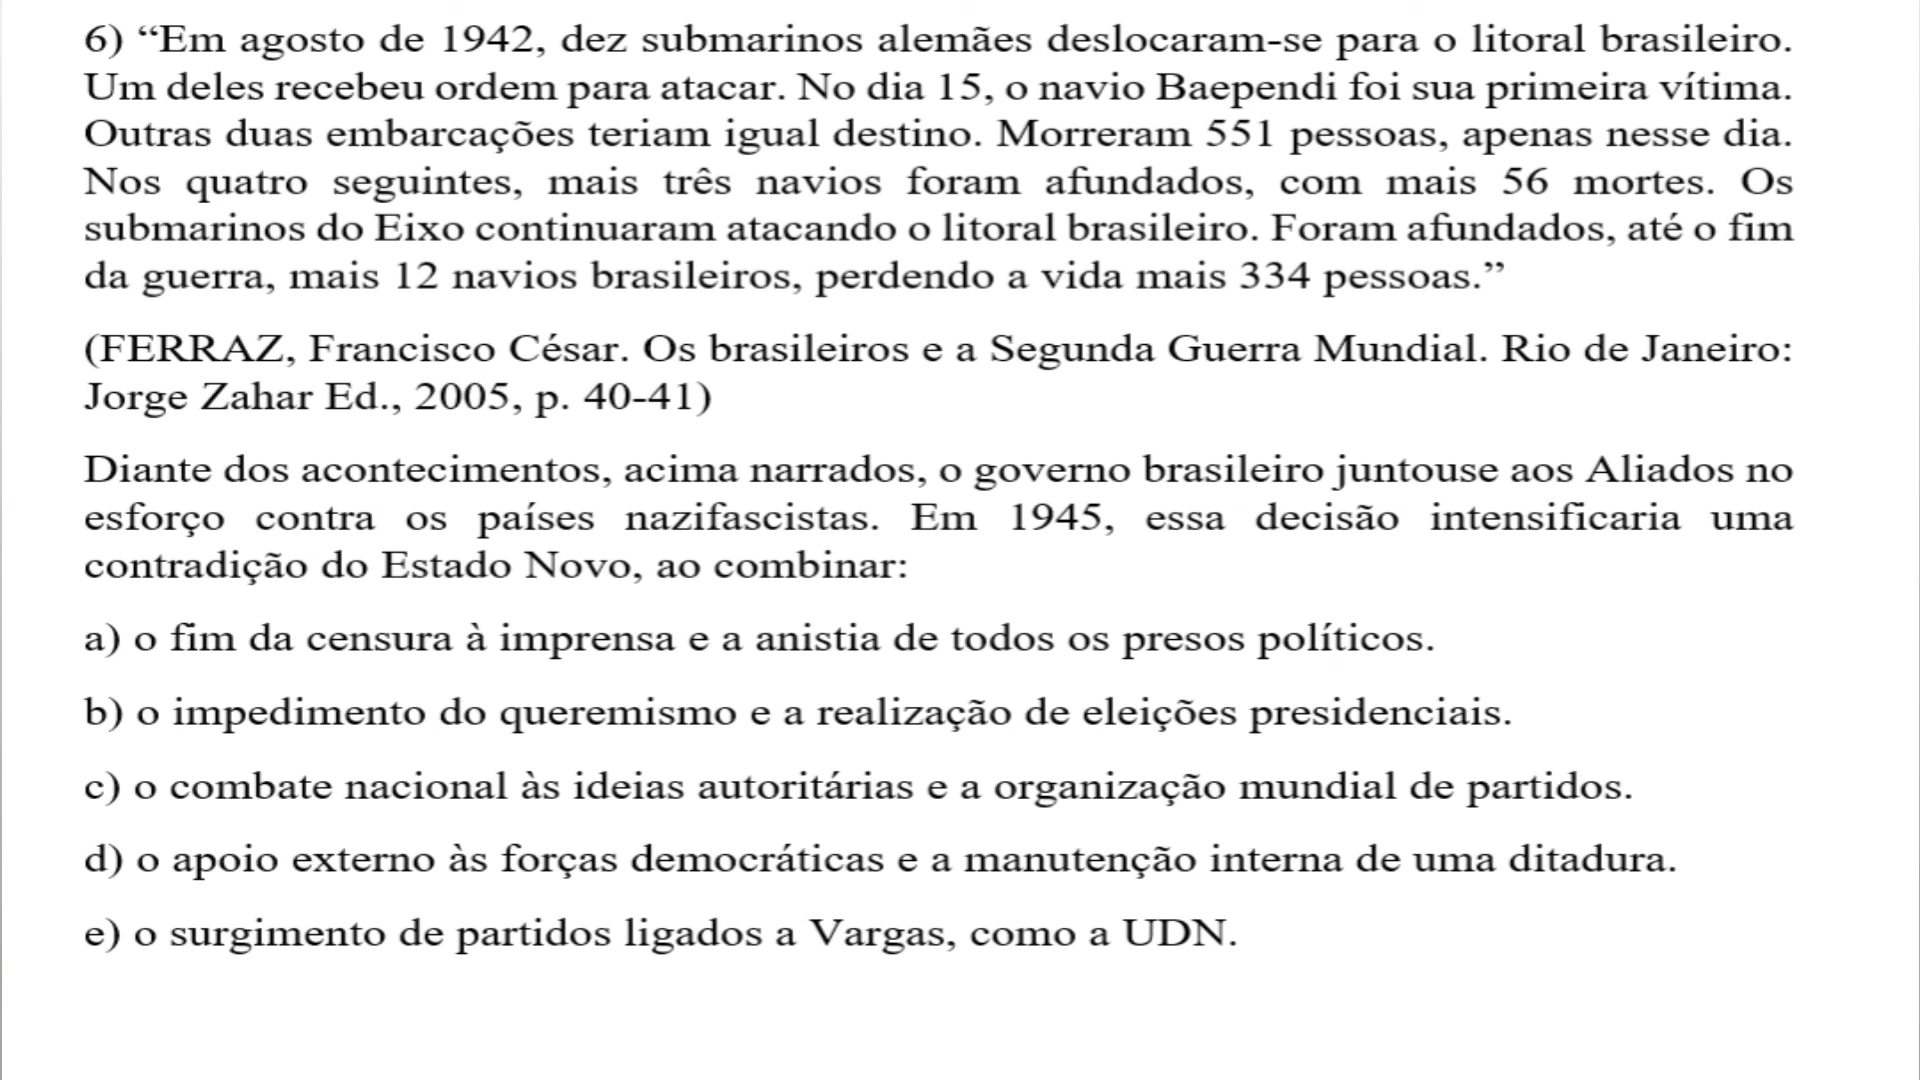 6) “Em agosto de 1942, dez submarinos alemães deslocaram-se para o litoral brasileiro.
Um deles recebeu ordem para atacar. No dia 15, o navio Baependi foi sua primeira vítima.
Outras duas embarcações teriam igual destino. Morreram 551 pessoas, apenas nesse dia.
Nos quatro seguintes, mais três navios foram afundados, com mais 56 mortes. Os
submarinos do Eixo continuaram atacando o litoral brasileiro. Foram afundados, até o fim
da guerra, mais 12 navios brasileiros, perdendo a vida mais 334 pessoas.”
(FERRAZ, Francisco César. Os brasileiros e a Segunda Guerra Mundial. Rio de Janeiro:
Jorge Zahar Ed., 2005, p. 40-41)
Diante dos acontecimentos, acima narrados, o governo brasileiro juntouse aos Aliados no
esforço contra os países nazifascistas. Em 1945, essa decisão intensificaria uma
contradição do Estado Novo, ao combinar:
a) o fim da censura à imprensa e a anistia de todos os presos políticos.
b) o impedimento do queremismo e a realização de eleições presidenciais.
c) o combate nacional às ideias autoritárias e a organização mundial de partidos.
d) o apoio externo às forças democráticas e a manutenção interna de uma ditadura.
e) o surgimento de partidos ligados a Vargas, como a UDN.